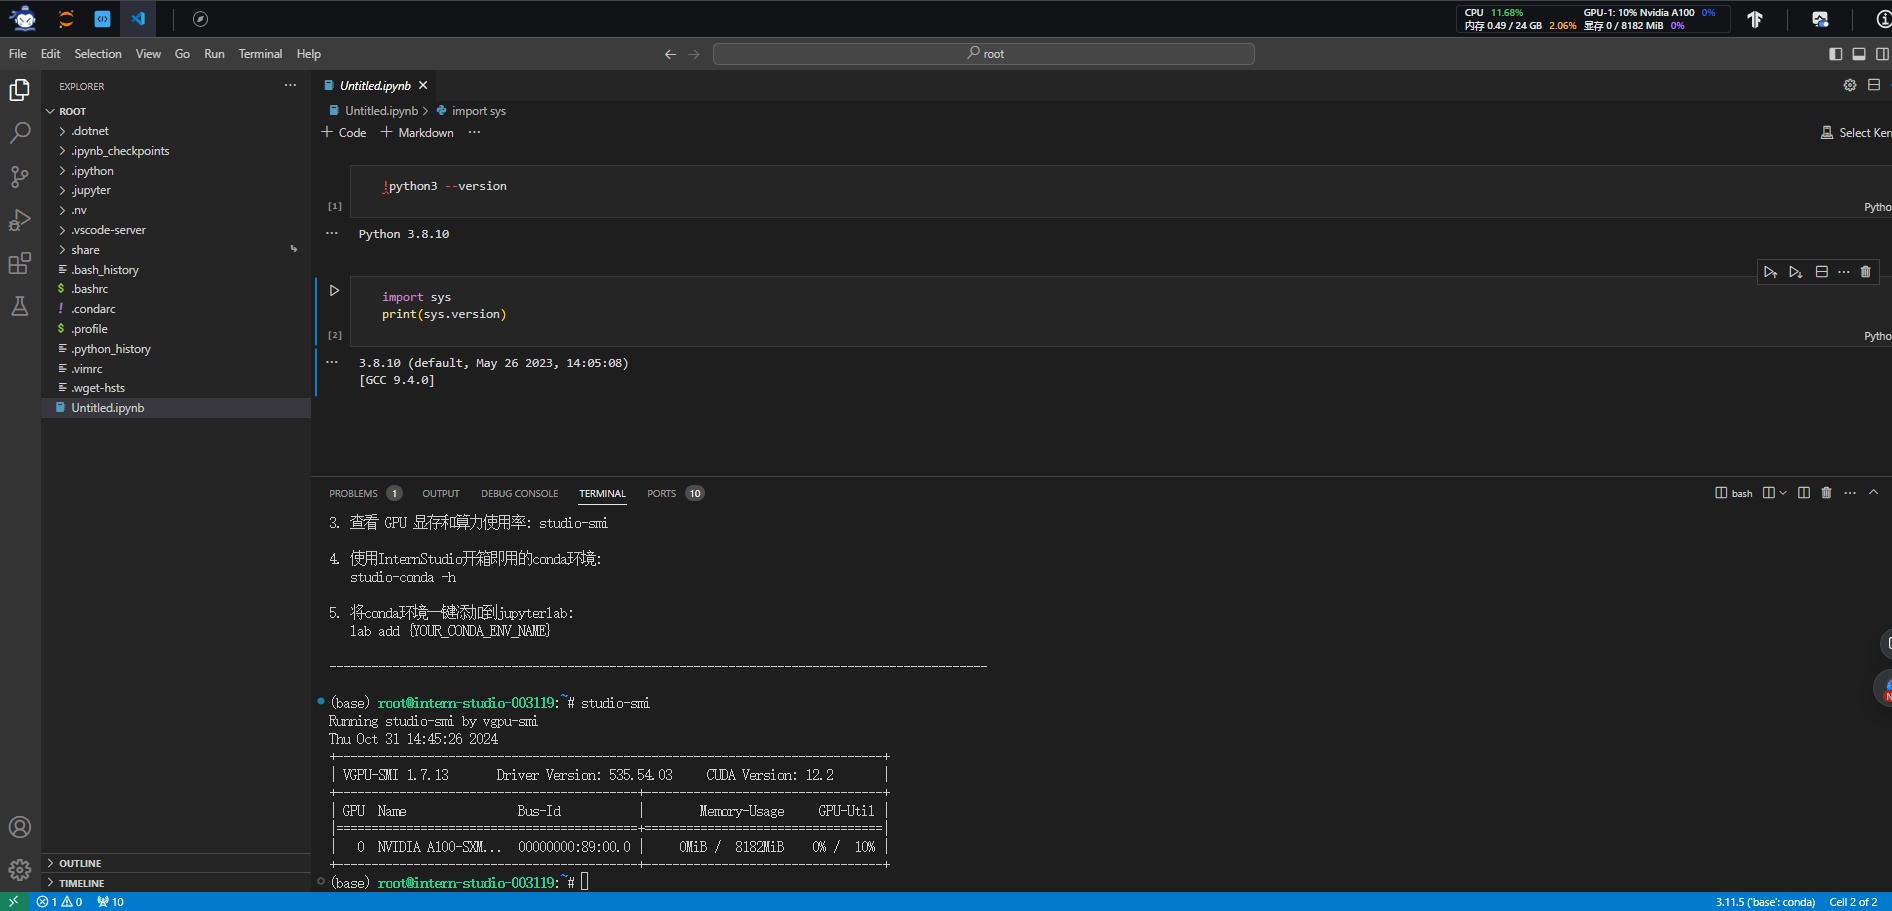 CPU 11.68% GPU-1: 10% Nvidia A100 0%
内存 0.49 / 24 GB 2.06% 显存 0 / 8182 MiB 0%
File Edit Selection View Go Run Terminal Help
root
EXPLORER
Untitled.ipynb
ROOT
Untitled.ipynb > import sys
Code Markdown ...
Select Ker
.dotnet
.ipynb_checkpoints
.ipython
.jupyter
.nv
.vscode-server
share
.bash_history
.bashrc
.condarc
.profile
.python_history
.vimrc
.wget-hsts
Untitled.ipynb
OUTLINE
TIMELINE
!python3 --version
[1]
Pytho
Python 3.8.10
import sys
print(sys.version)
[2]
Pytho
3.8.10 (default, May 26 2023, 14:05:08)
[GCC 9.4.0]
PROBLEMS 1 OUTPUT DEBUG CONSOLE TERMINAL PORTS 10
bash
3. 查看 GPU 显存和算力使用率: studio-smi
4. 使用InternStudio开箱即用的conda环境:
studio-conda -h
5. 将conda环境一键添加到jupyterlab:
lab add {YOUR_CONDA_ENV_NAME}
----------------------------------------------------------------------------------------------
(base) root@intern-studio-003119:~# studio-smi
Running studio-smi by vgpu-smi
Thu Oct 31 14:45:26 2024
+------------------------------------------------------------------------------+
| VGPU-SMI 1.7.13 Driver Version: 535.54.03 CUDA Version: 12.2 |
+-------------------------------------------+----------------------------------+
| GPU Name Bus-Id | Memory-Usage GPU-Util |
|===========================================+==================================|
| 0 NVIDIA A100-SXM... 00000000:89:00.0 | 0MiB / 8182MiB 0% / 10% |
+-------------------------------------------+----------------------------------+
(base) root@intern-studio-003119:~#
1 0 10
3.11.5 ('base': conda) Cell 2 of 2